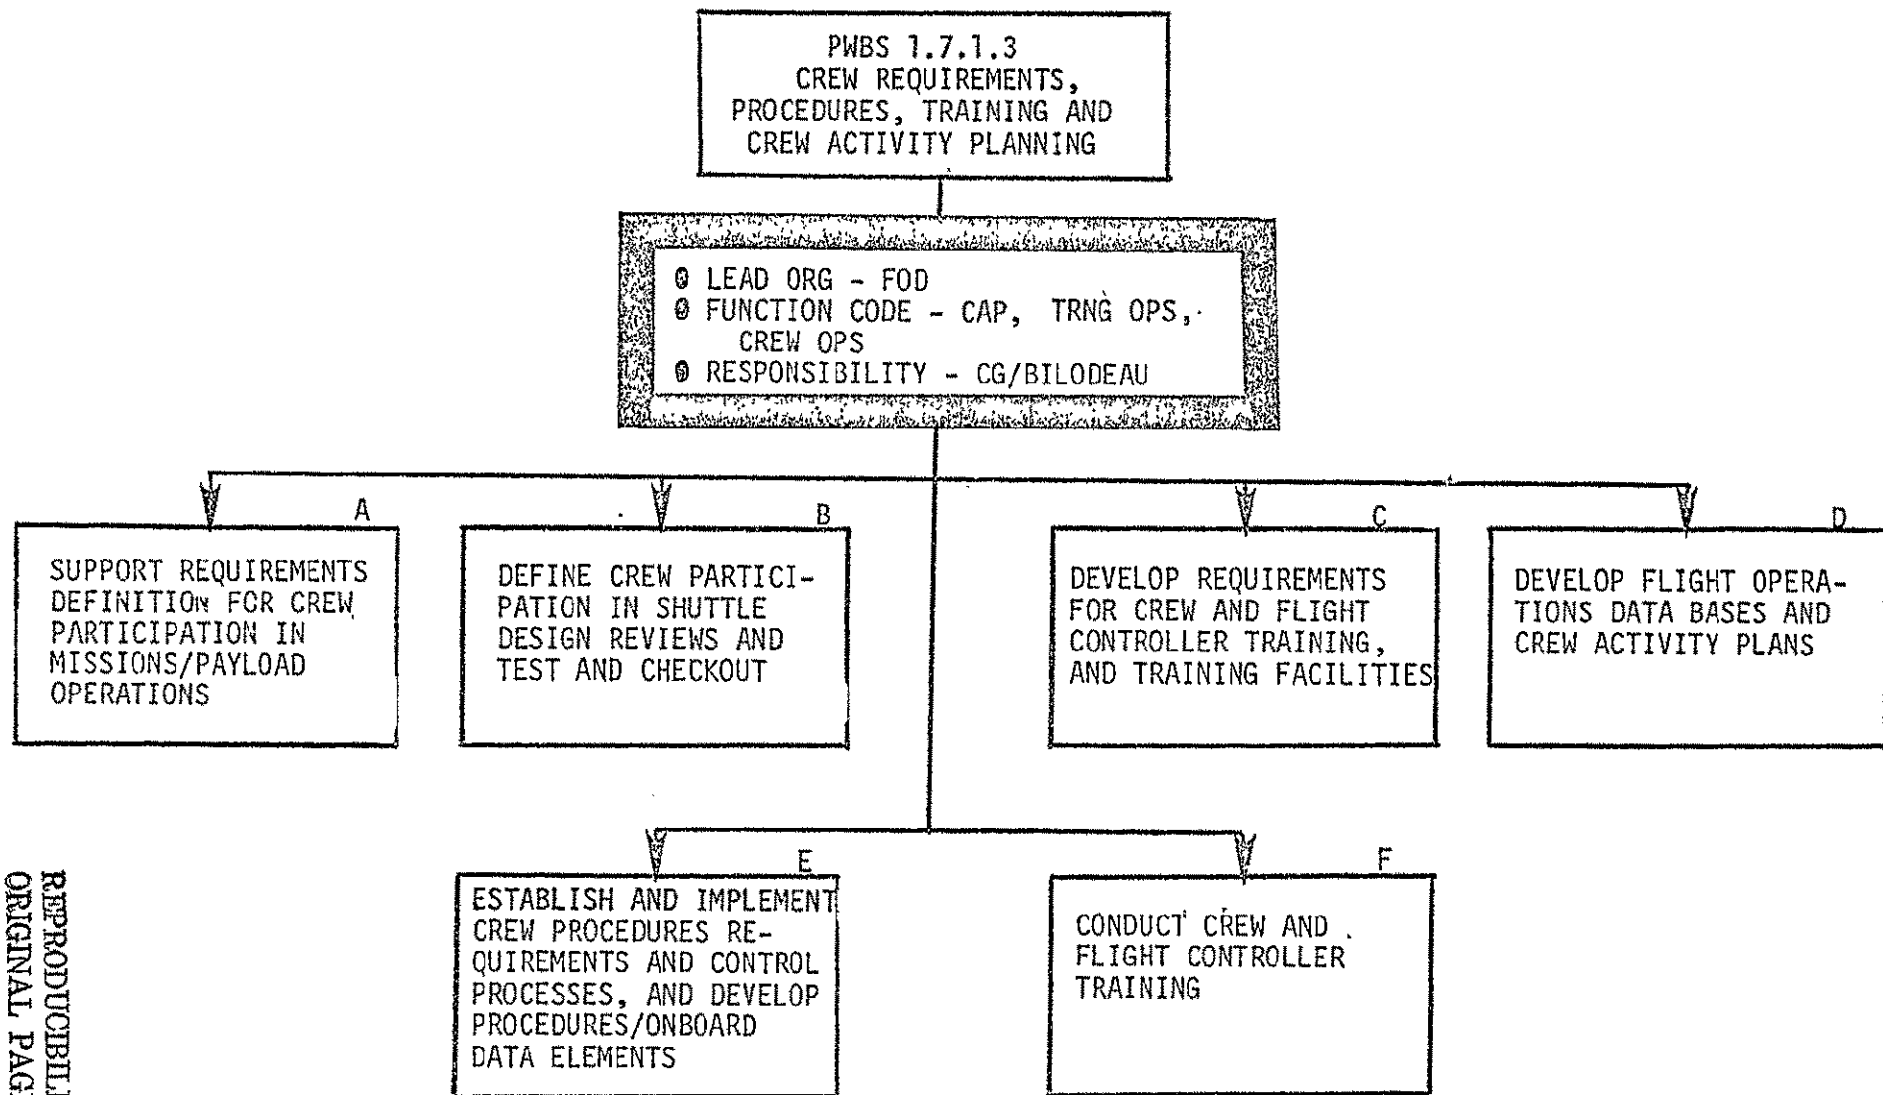 PWBS 1.7.1.3
CREW REQUIREMENTS,
PROCEDURES, TRAINING AND
CREW ACTIVITY PLANNING
LEAD ORG - FOD
FUNCTION CODE - CAP, TRNG OPS,
CREW OPS
RESPONSIBILITY - CG/BILODEAU
A
SUPPORT REQUIREMENTS
DEFINITION FOR CREW
PARTICIPATION IN
MISSIONS/PAYLOAD
OPERATIONS
B
DEFINE CREW PARTICI-
PATION IN SHUTTLE
DESIGN REVIEWS AND
TEST AND CHECKOUT
C
DEVELOP REQUIREMENTS
FOR CREW AND FLIGHT
CONTROLLER TRAINING,
AND TRAINING FACILITIES
D
DEVELOP FLIGHT OPERA-
TIONS DATA BASES AND
CREW ACTIVITY PLANS
E
ESTABLISH AND IMPLEMENT
CREW PROCEDURES RE-
QUIREMENTS AND CONTROL
PROCESSES, AND DEVELOP
PROCEDURES/ONBOARD
DATA ELEMENTS
F
CONDUCT CREW AND
FLIGHT CONTROLLER
TRAINING
ORIGINAL